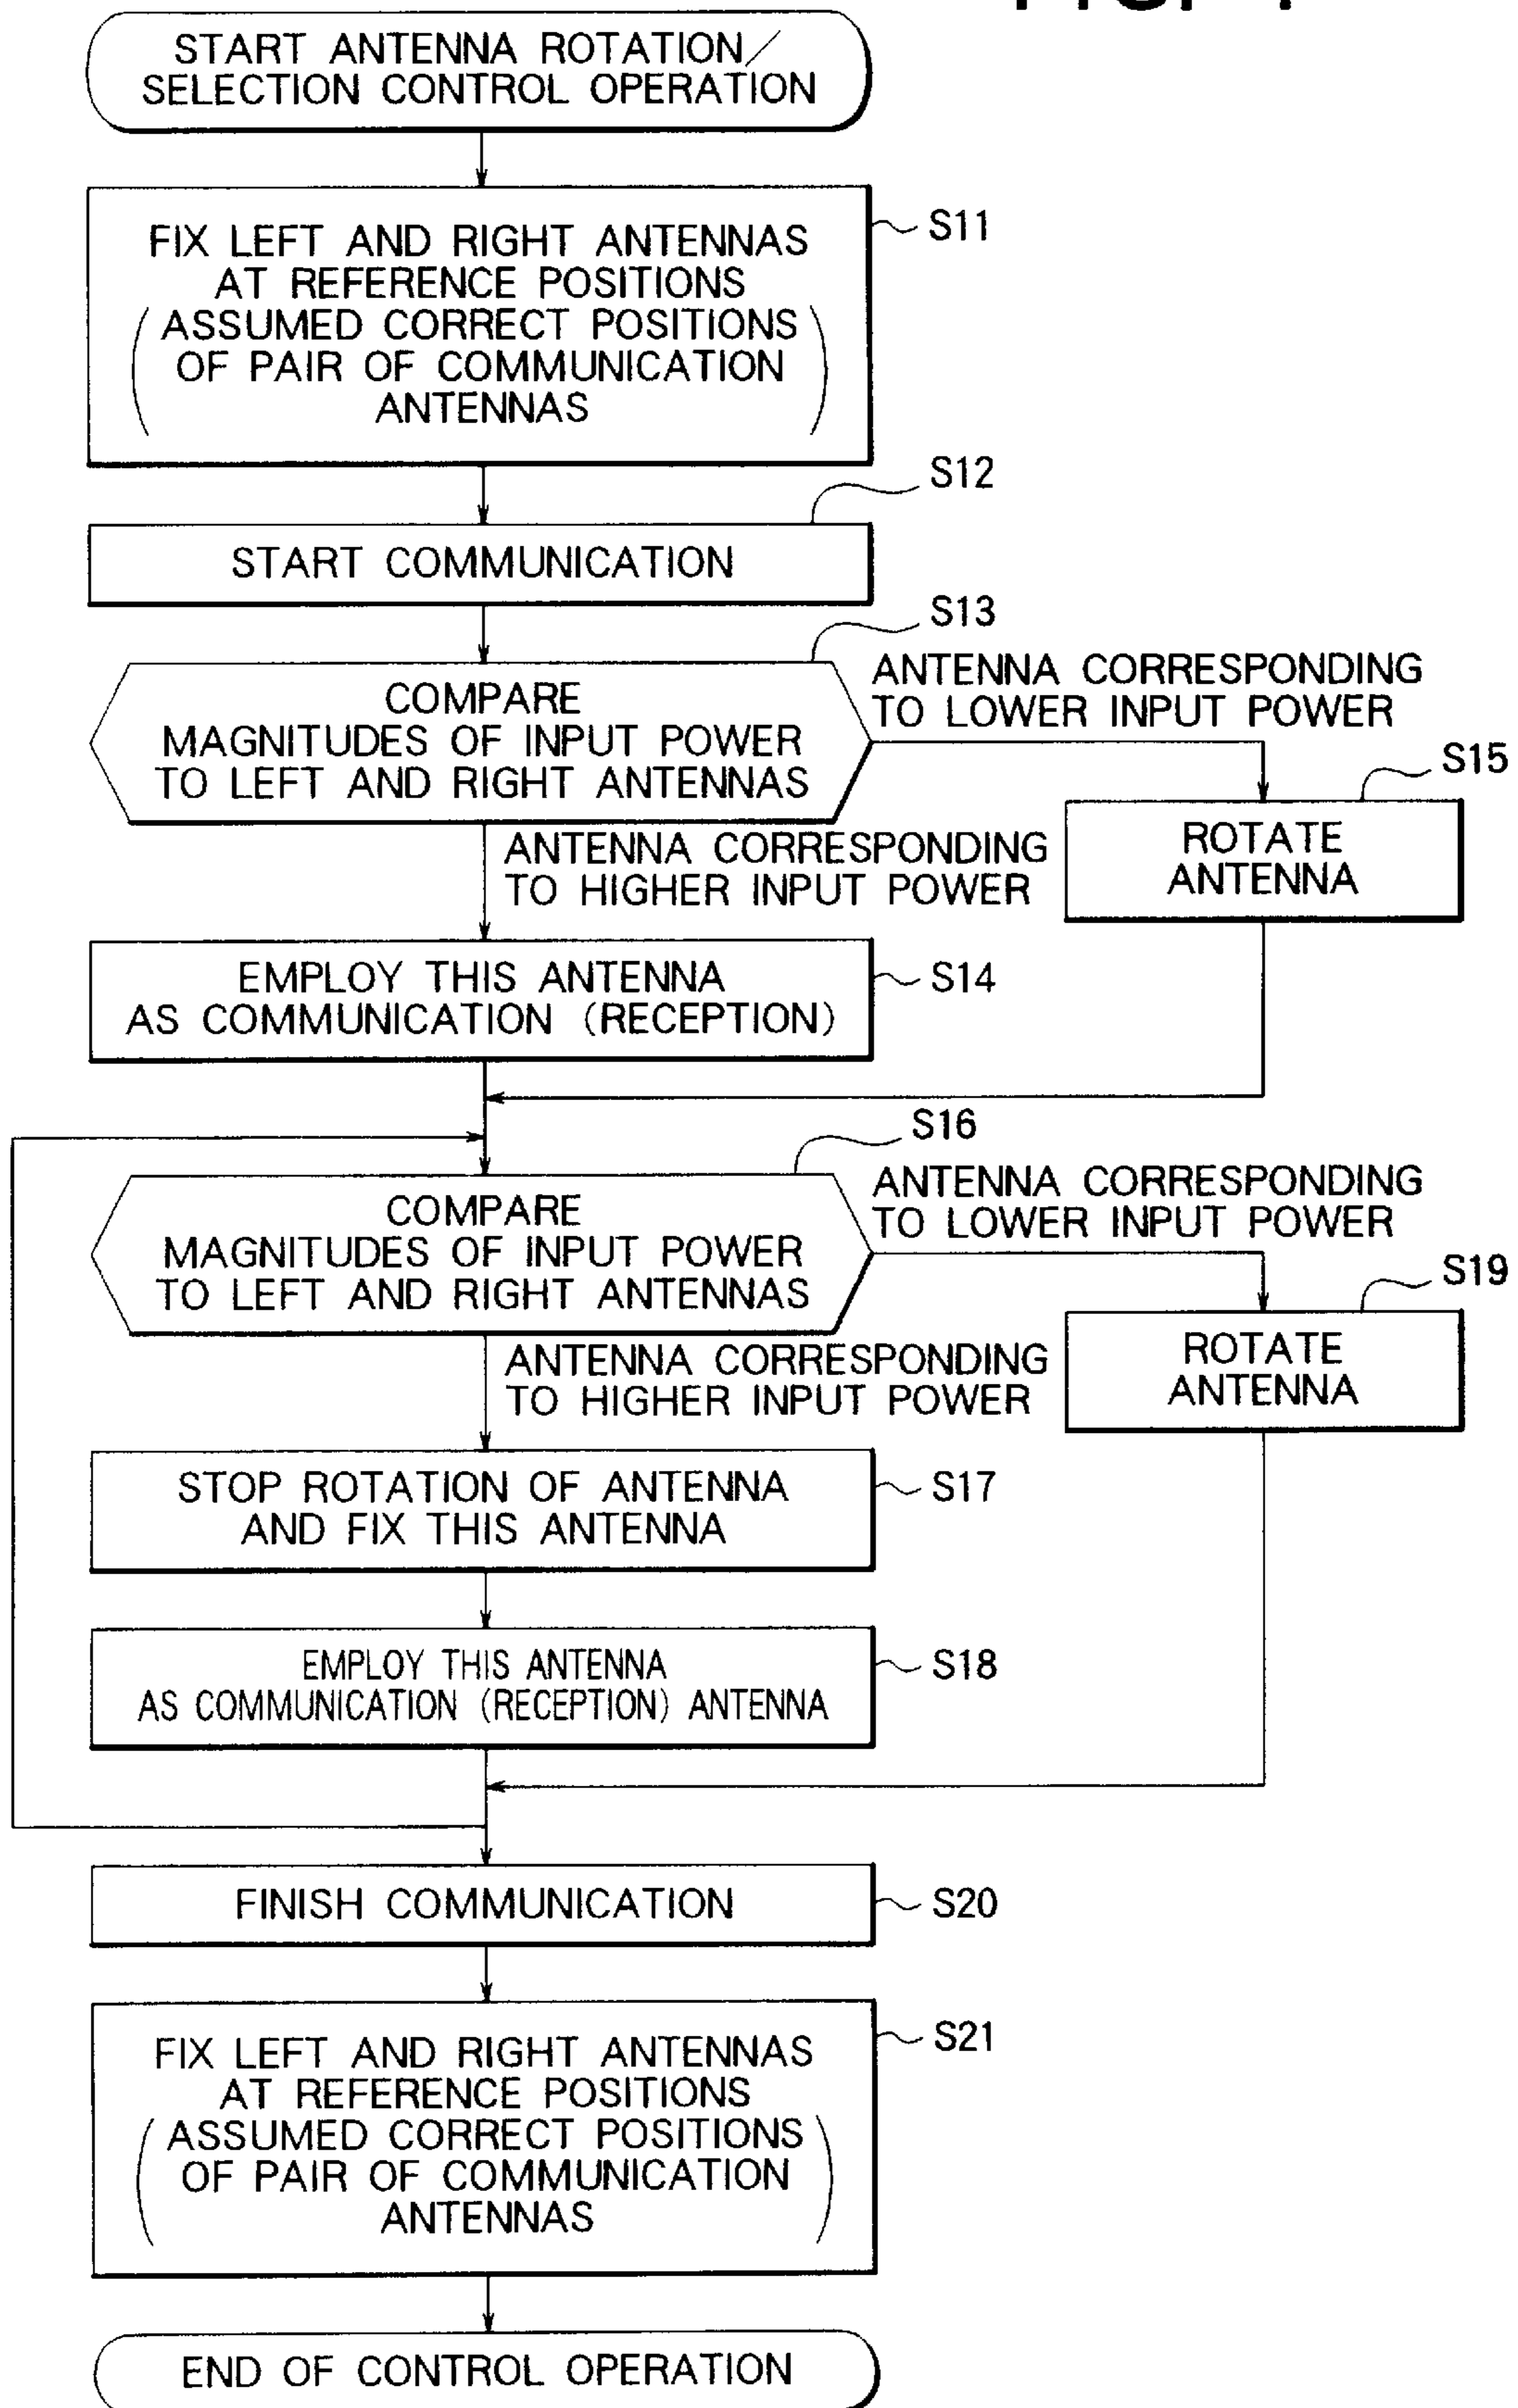 START ANTENNA ROTATION/
SELECTION CONTROL OPERATION
FIX LEFT AND RIGHT ANTENNAS
AT REFERENCE POSITIONS
(ASSUMED CORRECT POSITIONS
OF PAIR OF COMMUNICATION
ANTENNAS)
S11
S12
START COMMUNICATION
S13
COMPARE
MAGNITUDES OF INPUT POWER
TO LEFT AND RIGHT ANTENNAS
ANTENNA CORRESPONDING
TO LOWER INPUT POWER
S15
ROTATE
ANTENNA
ANTENNA CORRESPONDING
TO HIGHER INPUT POWER
EMPLOY THIS ANTENNA
AS COMMUNICATION (RECEPTION)
S14
S16
COMPARE
MAGNITUDES OF INPUT POWER
TO LEFT AND RIGHT ANTENNAS
ANTENNA CORRESPONDING
TO LOWER INPUT POWER
S19
ROTATE
ANTENNA
ANTENNA CORRESPONDING
TO HIGHER INPUT POWER
STOP ROTATION OF ANTENNA
AND FIX THIS ANTENNA
S17
EMPLOY THIS ANTENNA
AS COMMUNICATION (RECEPTION) ANTENNA
S18
FINISH COMMUNICATION
S20
FIX LEFT AND RIGHT ANTENNAS
AT REFERENCE POSITIONS
(ASSUMED CORRECT POSITIONS
OF PAIR OF COMMUNICATION
ANTENNAS)
S21
END OF CONTROL OPERATION